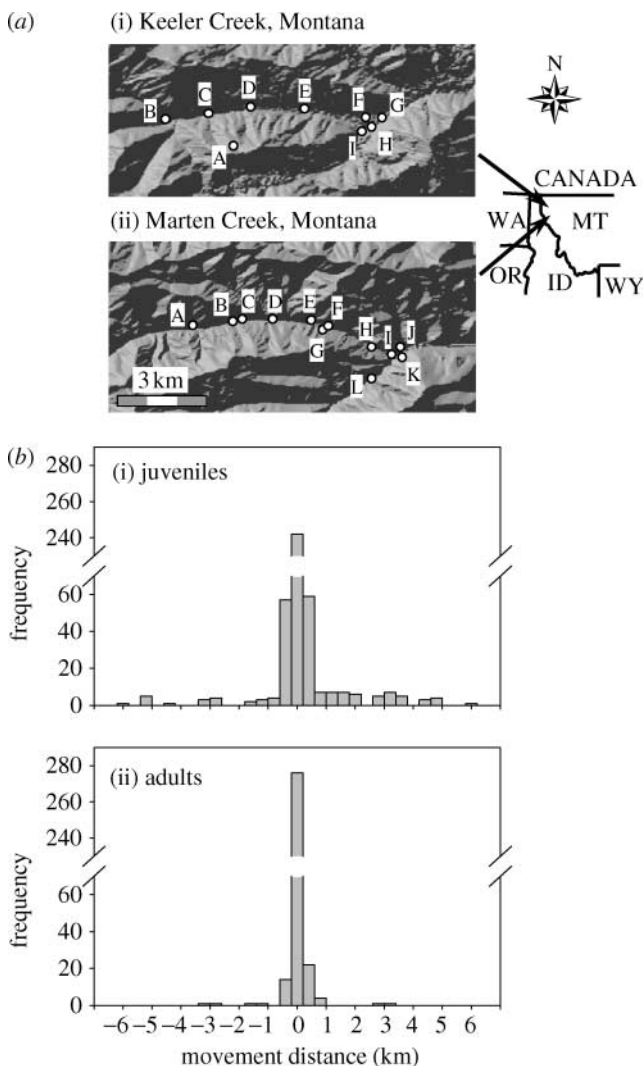 (a)
(i) Keeler Creek, Montana
B C D E F G
A I H
N
(ii) Marten Creek, Montana
CANADA
WA MT
OR ID WY
A B C D E F
G H I J
L K
3 km
(b)
(i) juveniles
280
260
240
60
40
20
0
frequency
(ii) adults
280
260
240
60
40
20
0
frequency
−6 −5 −4 −3 −2 −1 0 1 2 3 4 5 6
movement distance (km)